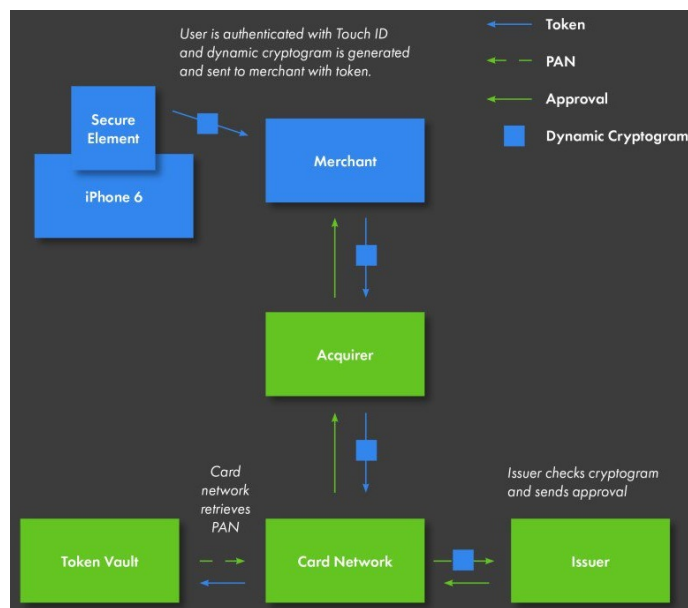 User is authenticated with Touch ID
and dynamic cryptogram is generated
and sent to merchant with token.
Token
PAN
Approval
Dynamic Cryptogram
Secure
Element
iPhone 6
Merchant
Acquirer
Card
network
retrieves
PAN
Issuer checks cryptogram
and sends approval
Token Vault
Card Network
Issuer